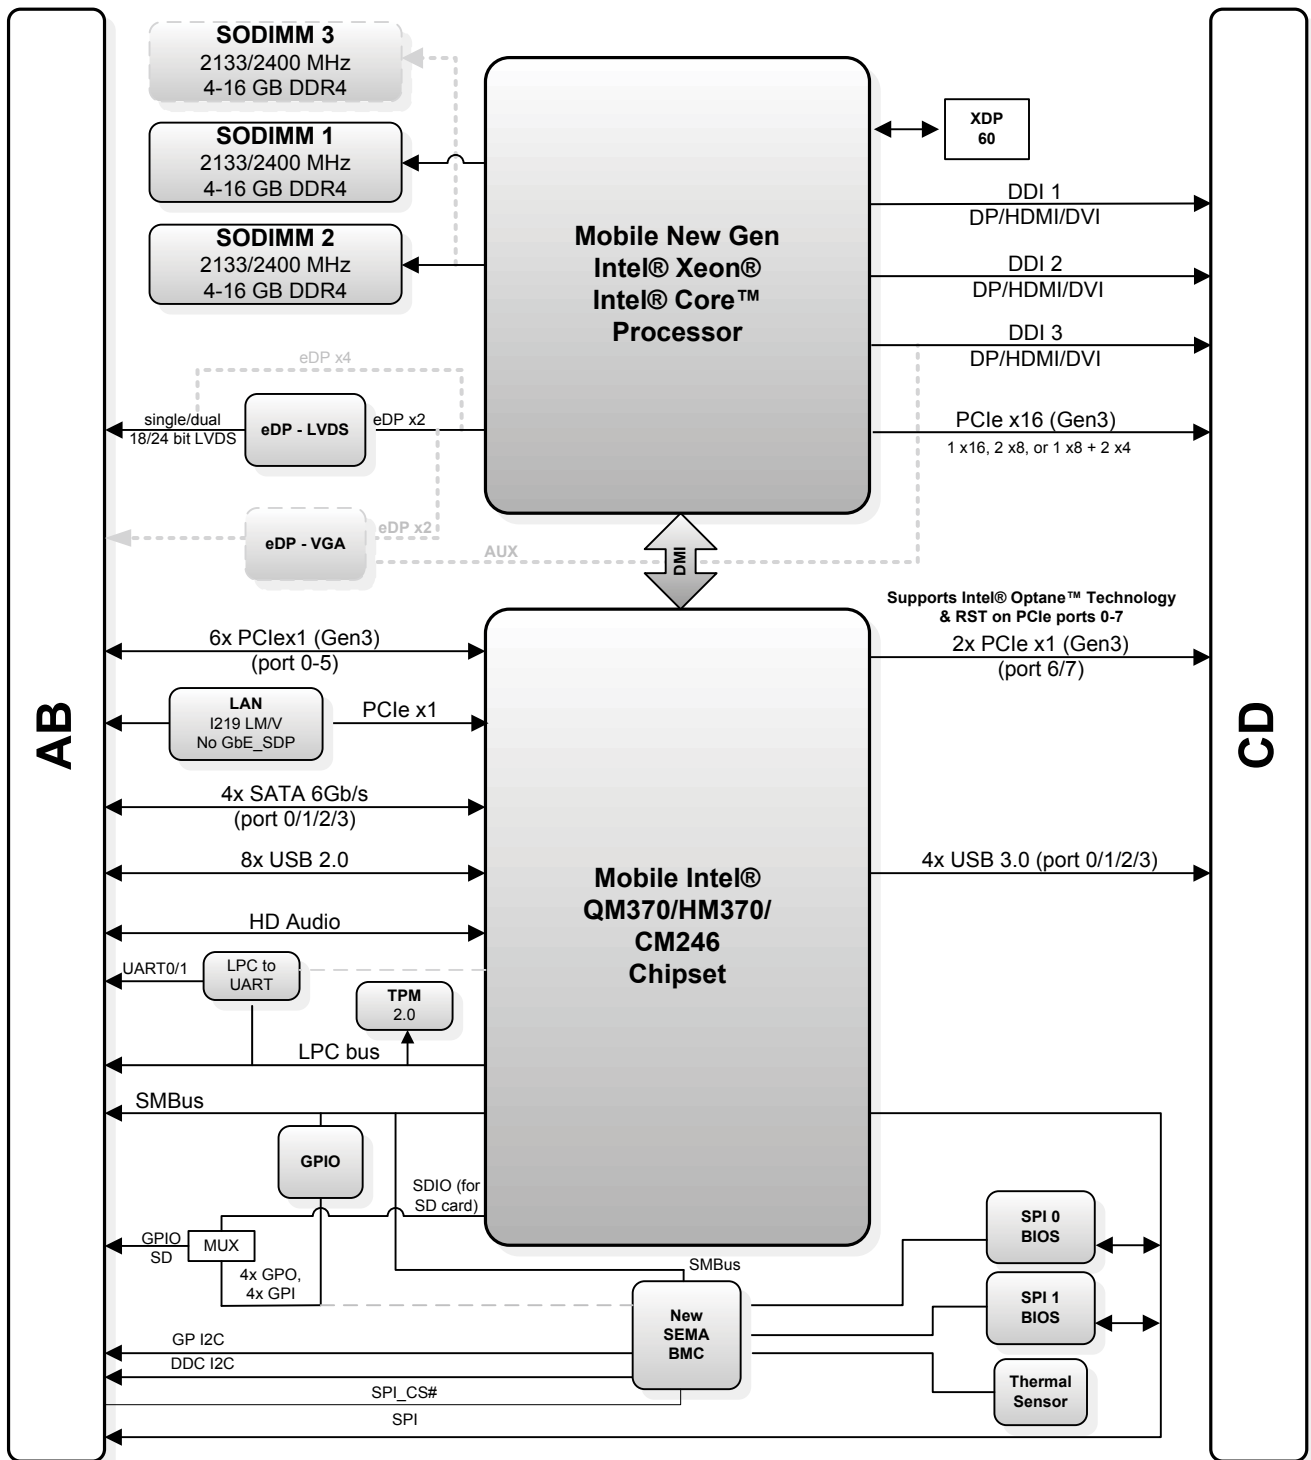 SODIMM 3
2133/2400 MHz
4-16 GB DDR4
SODIMM 1
2133/2400 MHz
4-16 GB DDR4
SODIMM 2
2133/2400 MHz
4-16 GB DDR4
Mobile New Gen
Intel® Xeon®
Intel® Core™
Processor
XDP
60
DDI 1
DP/HDMI/DVI
DDI 2
DP/HDMI/DVI
DDI 3
DP/HDMI/DVI
PCIe x16 (Gen3)
1 x16, 2 x8, or 1 x8 + 2 x4
eDP x4
single/dual
18/24 bit LVDS
eDP - LVDS
eDP x2
eDP - VGA
eDP x2
AUX
DMI
Supports Intel® Optane™ Technology
& RST on PCIe ports 0-7
2x PCIe x1 (Gen3)
(port 6/7)
6x PCIex1 (Gen3)
(port 0-5)
LAN
I219 LM/V
No GbE_SDP
PCIe x1
AB
CD
4x SATA 6Gb/s
(port 0/1/2/3)
8x USB 2.0
4x USB 3.0 (port 0/1/2/3)
Mobile Intel®
QM370/HM370/
CM246
Chipset
HD Audio
UART0/1
LPC to
UART
TPM
2.0
LPC bus
SMBus
GPIO
SDIO (for
SD card)
GPIO
SD
MUX
4x GPO,
4x GPI
SMBus
New
SEMA
BMC
SPI 0
BIOS
SPI 1
BIOS
Thermal
Sensor
GP I2C
DDC I2C
SPI_CS#
SPI